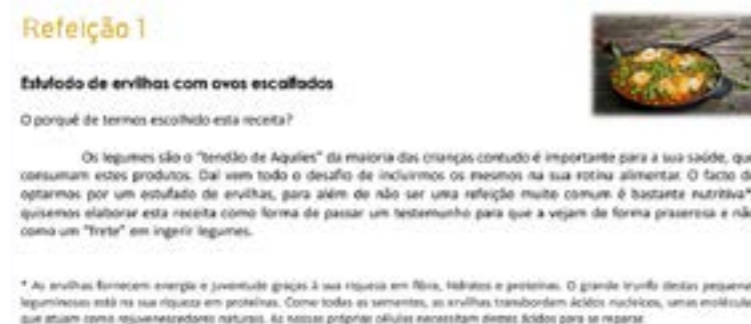 Refeição 1
Estufado de ervilhas com ovos escalfados
O porquê de termos escolhido esta receita?
Os legumes são o "tendão de Aquiles" da maioria das crianças contudo é importante para a sua saúde, que
consumam estes produtos. Daí vem todo o desafio de incluirmos os mesmos na sua rotina alimentar. O facto de
optarmos por um estufado de ervilhas, para além de não ser uma refeição muito comum é bastante nutritiva*
quisemos elaborar esta receita como forma de passar um testemunho para que a vejam de forma prazerosa e não
como um "frete" em ingerir legumes.
* As ervilhas fornecem energia e juventude graças à sua riqueza em fibra, hidratos e proteínas. O grande trunfo destas pequenas
leguminosas está na sua riqueza em proteínas. Como todas as sementes, as ervilhas transbordam ácidos nucleicos, umas moléculas
que atuam como rejuvenescedores naturais. As nossas próprias células necessitam destes ácidos para se reparar